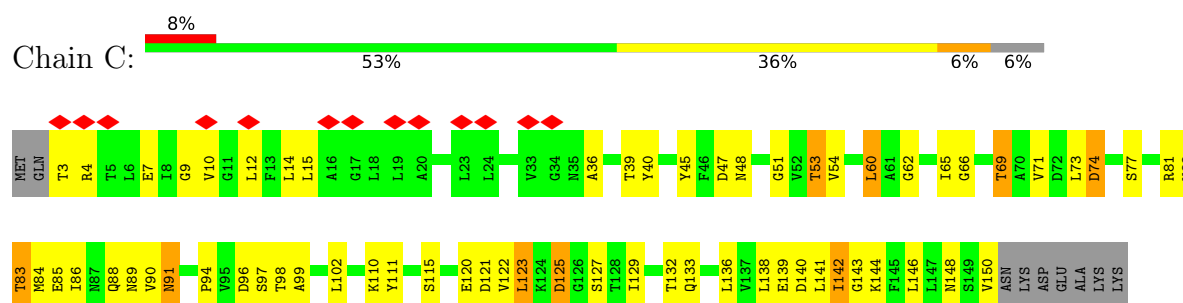 8%
Chain C:
53% 36% 6% 6%
MET GLN T3 R4 T5 L6 E7 I8 G9 V10 G11 L12 F13 L14 L15 A16 G17 L18 L19 A20 L23 L24 V33 G34 N35 A36 T39 Y40 Y45 F46 D47 N48 G51 V52 T53 V54 L60 A61 G62 I65 G66 T69 A70 V71 D72 L73 D74 S77 R81
T83 M84 E85 I86 N87 Q88 N89 V90 N91 P94 V95 D96 S97 T98 A99 L102 K110 Y111 S115 E120 D121 V122 L123 K124 D125 G126 S127 T128 I129 T132 Q133 L136 V137 L138 E139 D140 L141 I142 G143 K144 F145 L146 L147 N148 S149 V150 ASN LYS ASP GLU ALA LYS LYS